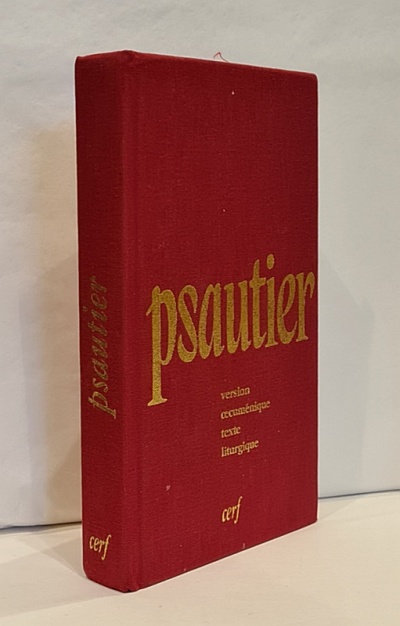 psautier
cerf
psautier
version
œcuménique
texte
liturgique
cerf